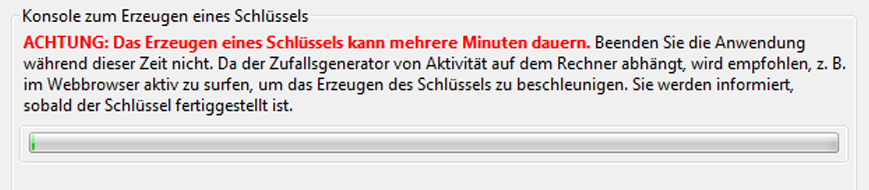 Konsole zum Erzeugen eines Schlüssels
ACHTUNG: Das Erzeugen eines Schlüssels kann mehrere Minuten dauern. Beenden Sie die Anwendung
während dieser Zeit nicht. Da der Zufallsgenerator von Aktivität auf dem Rechner abhängt, wird empfohlen, z. B.
im Webbrowser aktiv zu surfen, um das Erzeugen des Schlüssels zu beschleunigen. Sie werden informiert,
sobald der Schlüssel fertiggestellt ist.